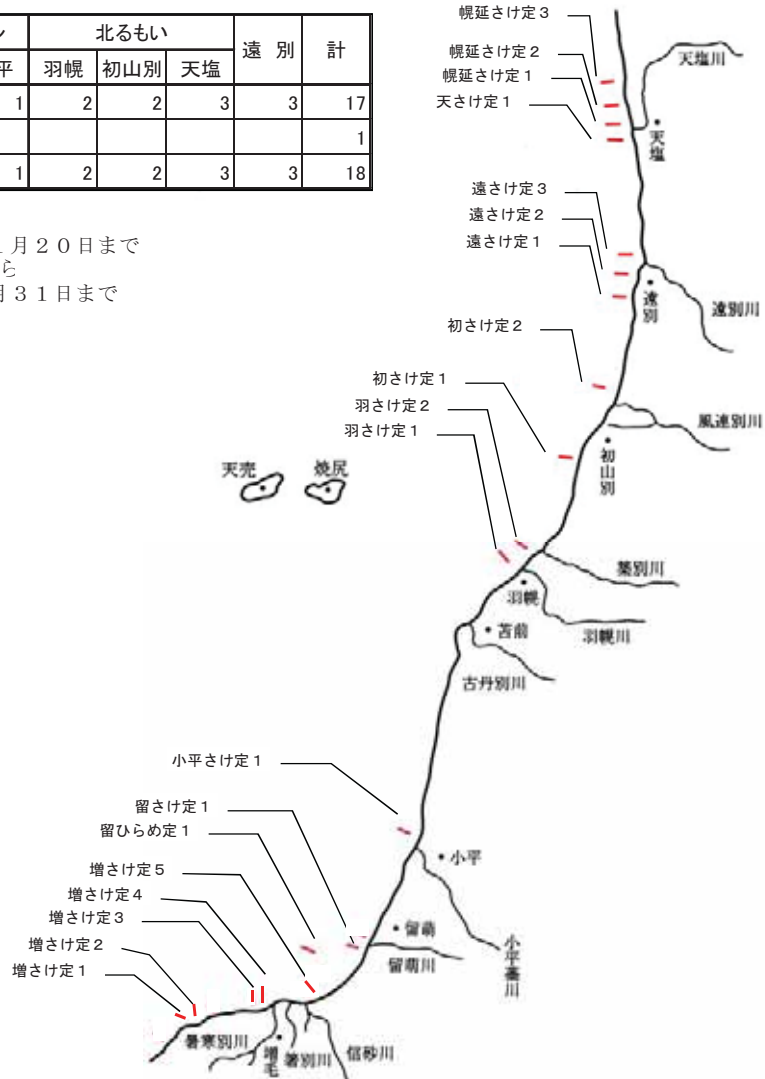 北るもい 遠別 計
羽幌 初山別 天塩
1 2 2 3 3 17
1
1 2 2 3 3 18
月20日まで
ら
月31日まで
幌延さけ定3
幌延さけ定2
幌延さけ定1
天さけ定1
天塩川
天塩
遠さけ定3
遠さけ定2
遠さけ定1
遠別
遠別川
初さけ定2
初さけ定1
羽さけ定2
羽さけ定1
風連別川
初山別
天売
焼尻
築別川
羽幌
羽幌川
苫前
古丹別川
小平さけ定1
留さけ定1
留ひらめ定1
小平
増さけ定5
増さけ定4
増さけ定3
増さけ定2
増さけ定1
留萌
留萌川
小平蘂川
暑寒別川
増毛
箸別川
信砂川